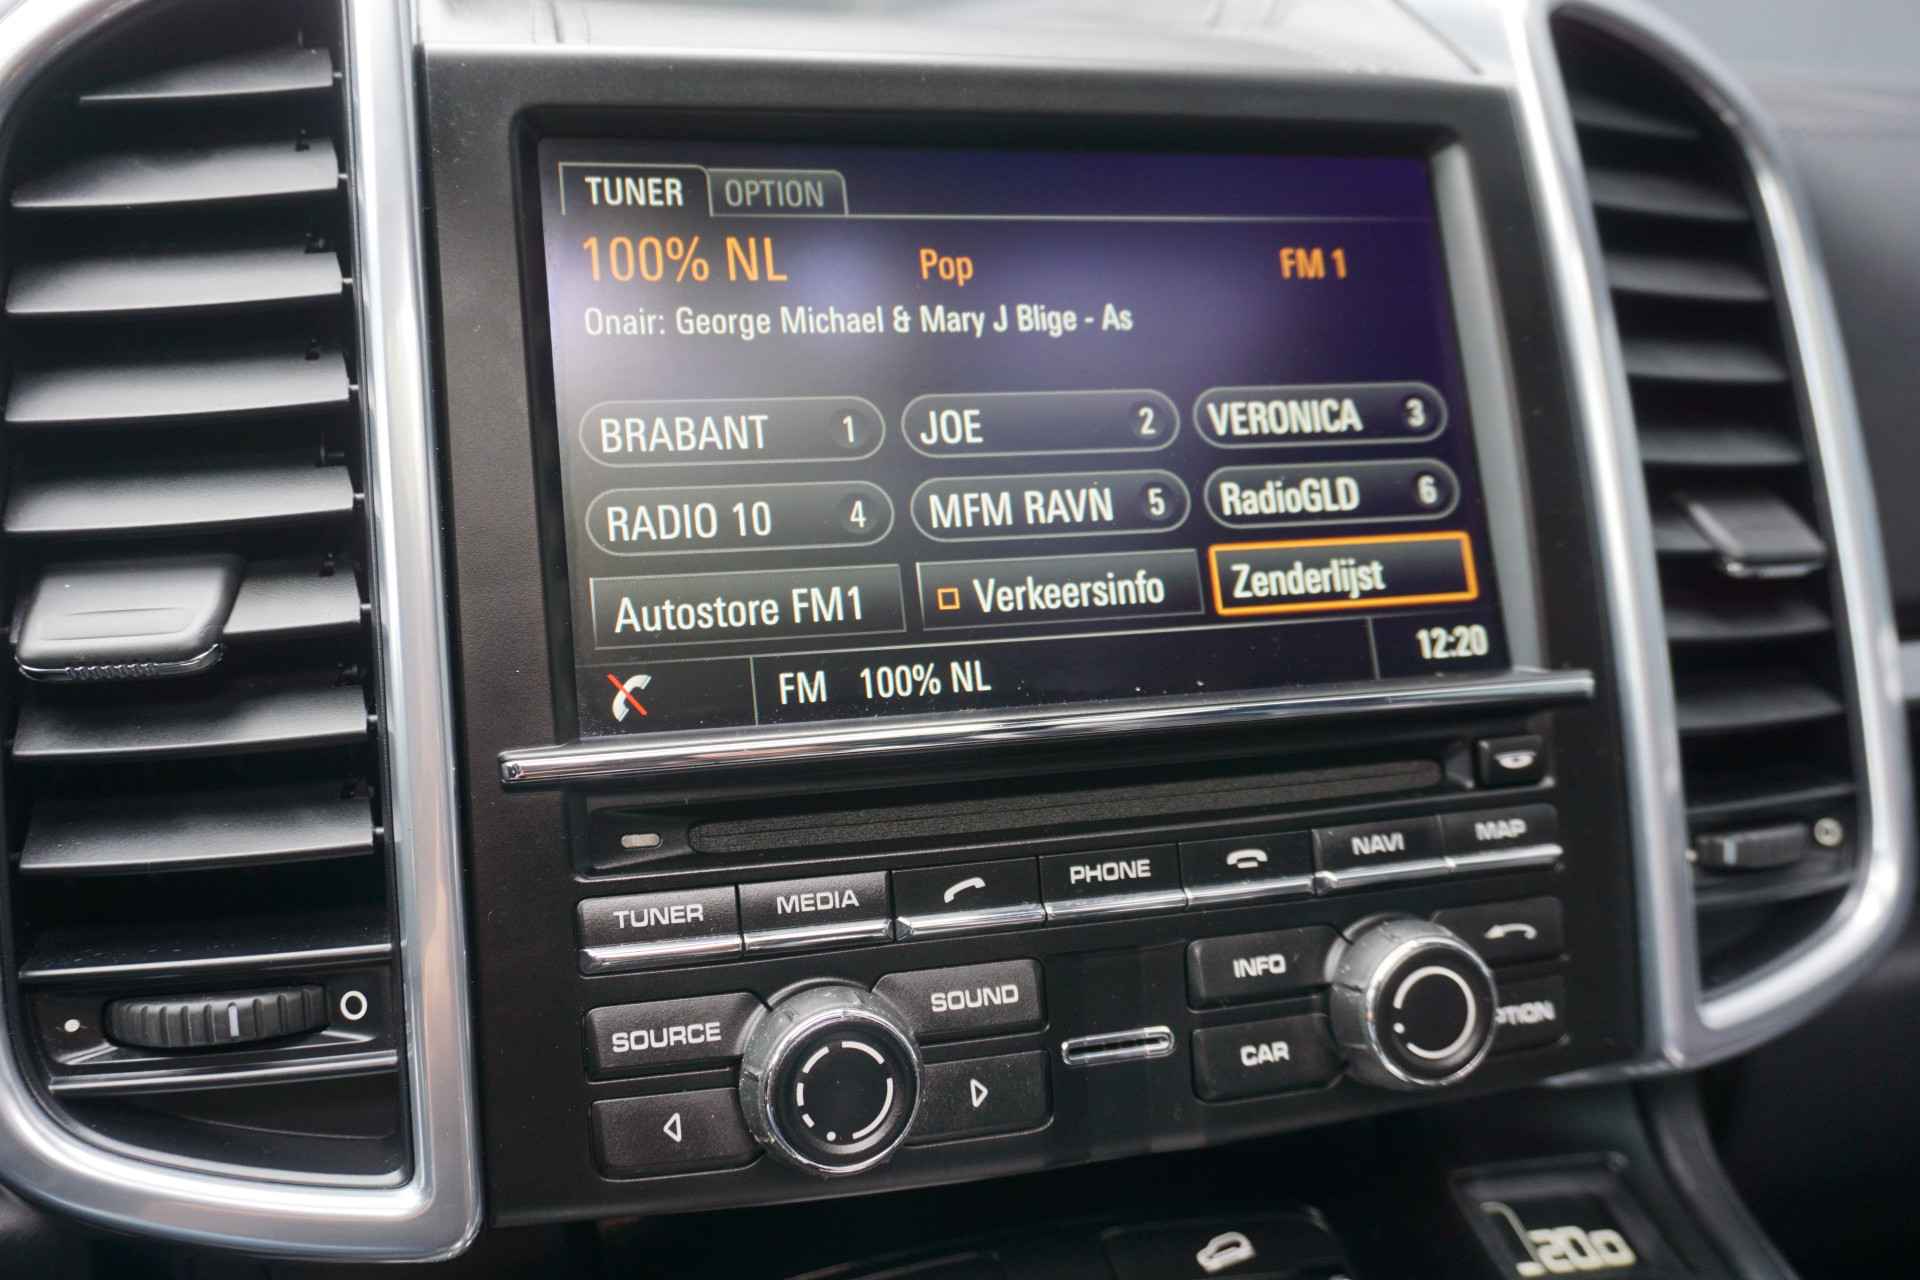 TUNER OPTION
100% NL Pop FM 1
Onair: George Michael & Mary J Blige - As
BRABANT 1 JOE 2 VERONICA 3
RADIO 10 4 MFM RAVN 5 RadioGLD 6
Autostore FM1 Verkeersinfo Zenderlijst
FM 100% NL 12:20
TUNER MEDIA PHONE NAVI MAP
SOURCE SOUND INFO
CAR
20.0